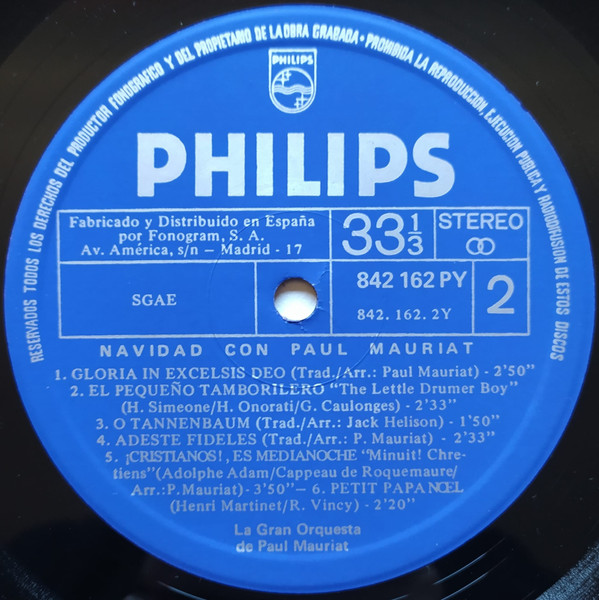 RESERVADOS TODOS LOS DERECHOS DEL PRODUCTOR FONOGRAFICO Y DEL PROPIETARIO DE LA OBRA GRABADA • PROHIBIDA LA REPRODUCCION, EJECUCION PUBLICA Y RADIODIFUSION DE ESTOS DISCOS
PHILIPS
PHILIPS
Fabricado y Distribuido en España
por Fonogram, S. A.
Av. América, s/n – Madrid - 17
33 1/3
STEREO
SGAE
842 162 PY
842. 162. 2Y
2
NAVIDAD CON PAUL MAURIAT
1. GLORIA IN EXCELSIS DEO (Trad./Arr.: Paul Mauriat) - 2'50"
2. EL PEQUEÑO TAMBORILERO "The Lettle Drumer Boy"
(H. Simeone/H. Onorati/G. Caulonges) - 2'33"
3. O TANNENBAUM (Trad./Arr.: Jack Helison) - 1'50"
4. ADESTE FIDELES (Trad./Arr.: P. Mauriat) - 2'33"
5. ¡CRISTIANOS!, ES MEDIANOCHE "Minuit! Chre-
tiens"(Adolphe Adam/Cappeau de Roquemaure/
Arr.:P.Mauriat) - 3'50"– 6. PETIT PAPA NOEL
(Henri Martinet/R. Vincy) - 2'20"
La Gran Orquesta
de Paul Mauriat